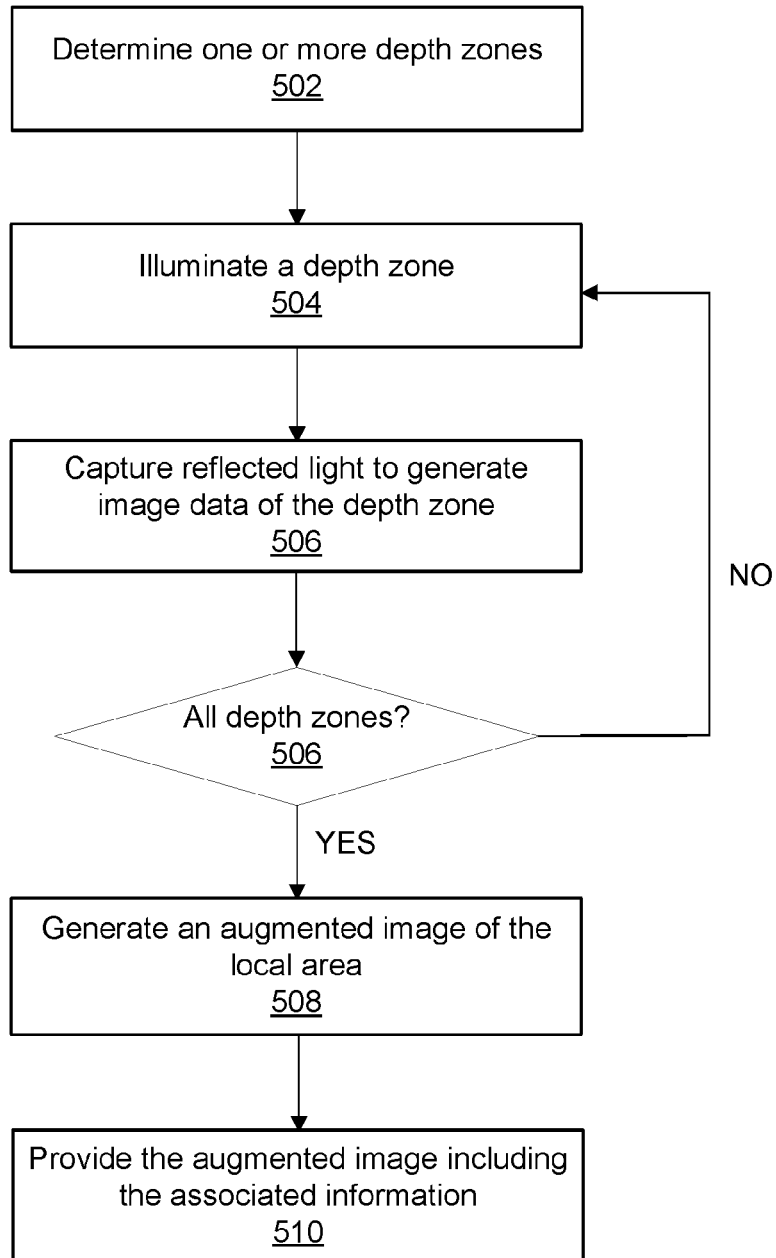 Determine one or more depth zones
502
Illuminate a depth zone
504
Capture reflected light to generate
image data of the depth zone
506
NO
All depth zones?
506
YES
Generate an augmented image of the
local area
508
Provide the augmented image including
the associated information
510